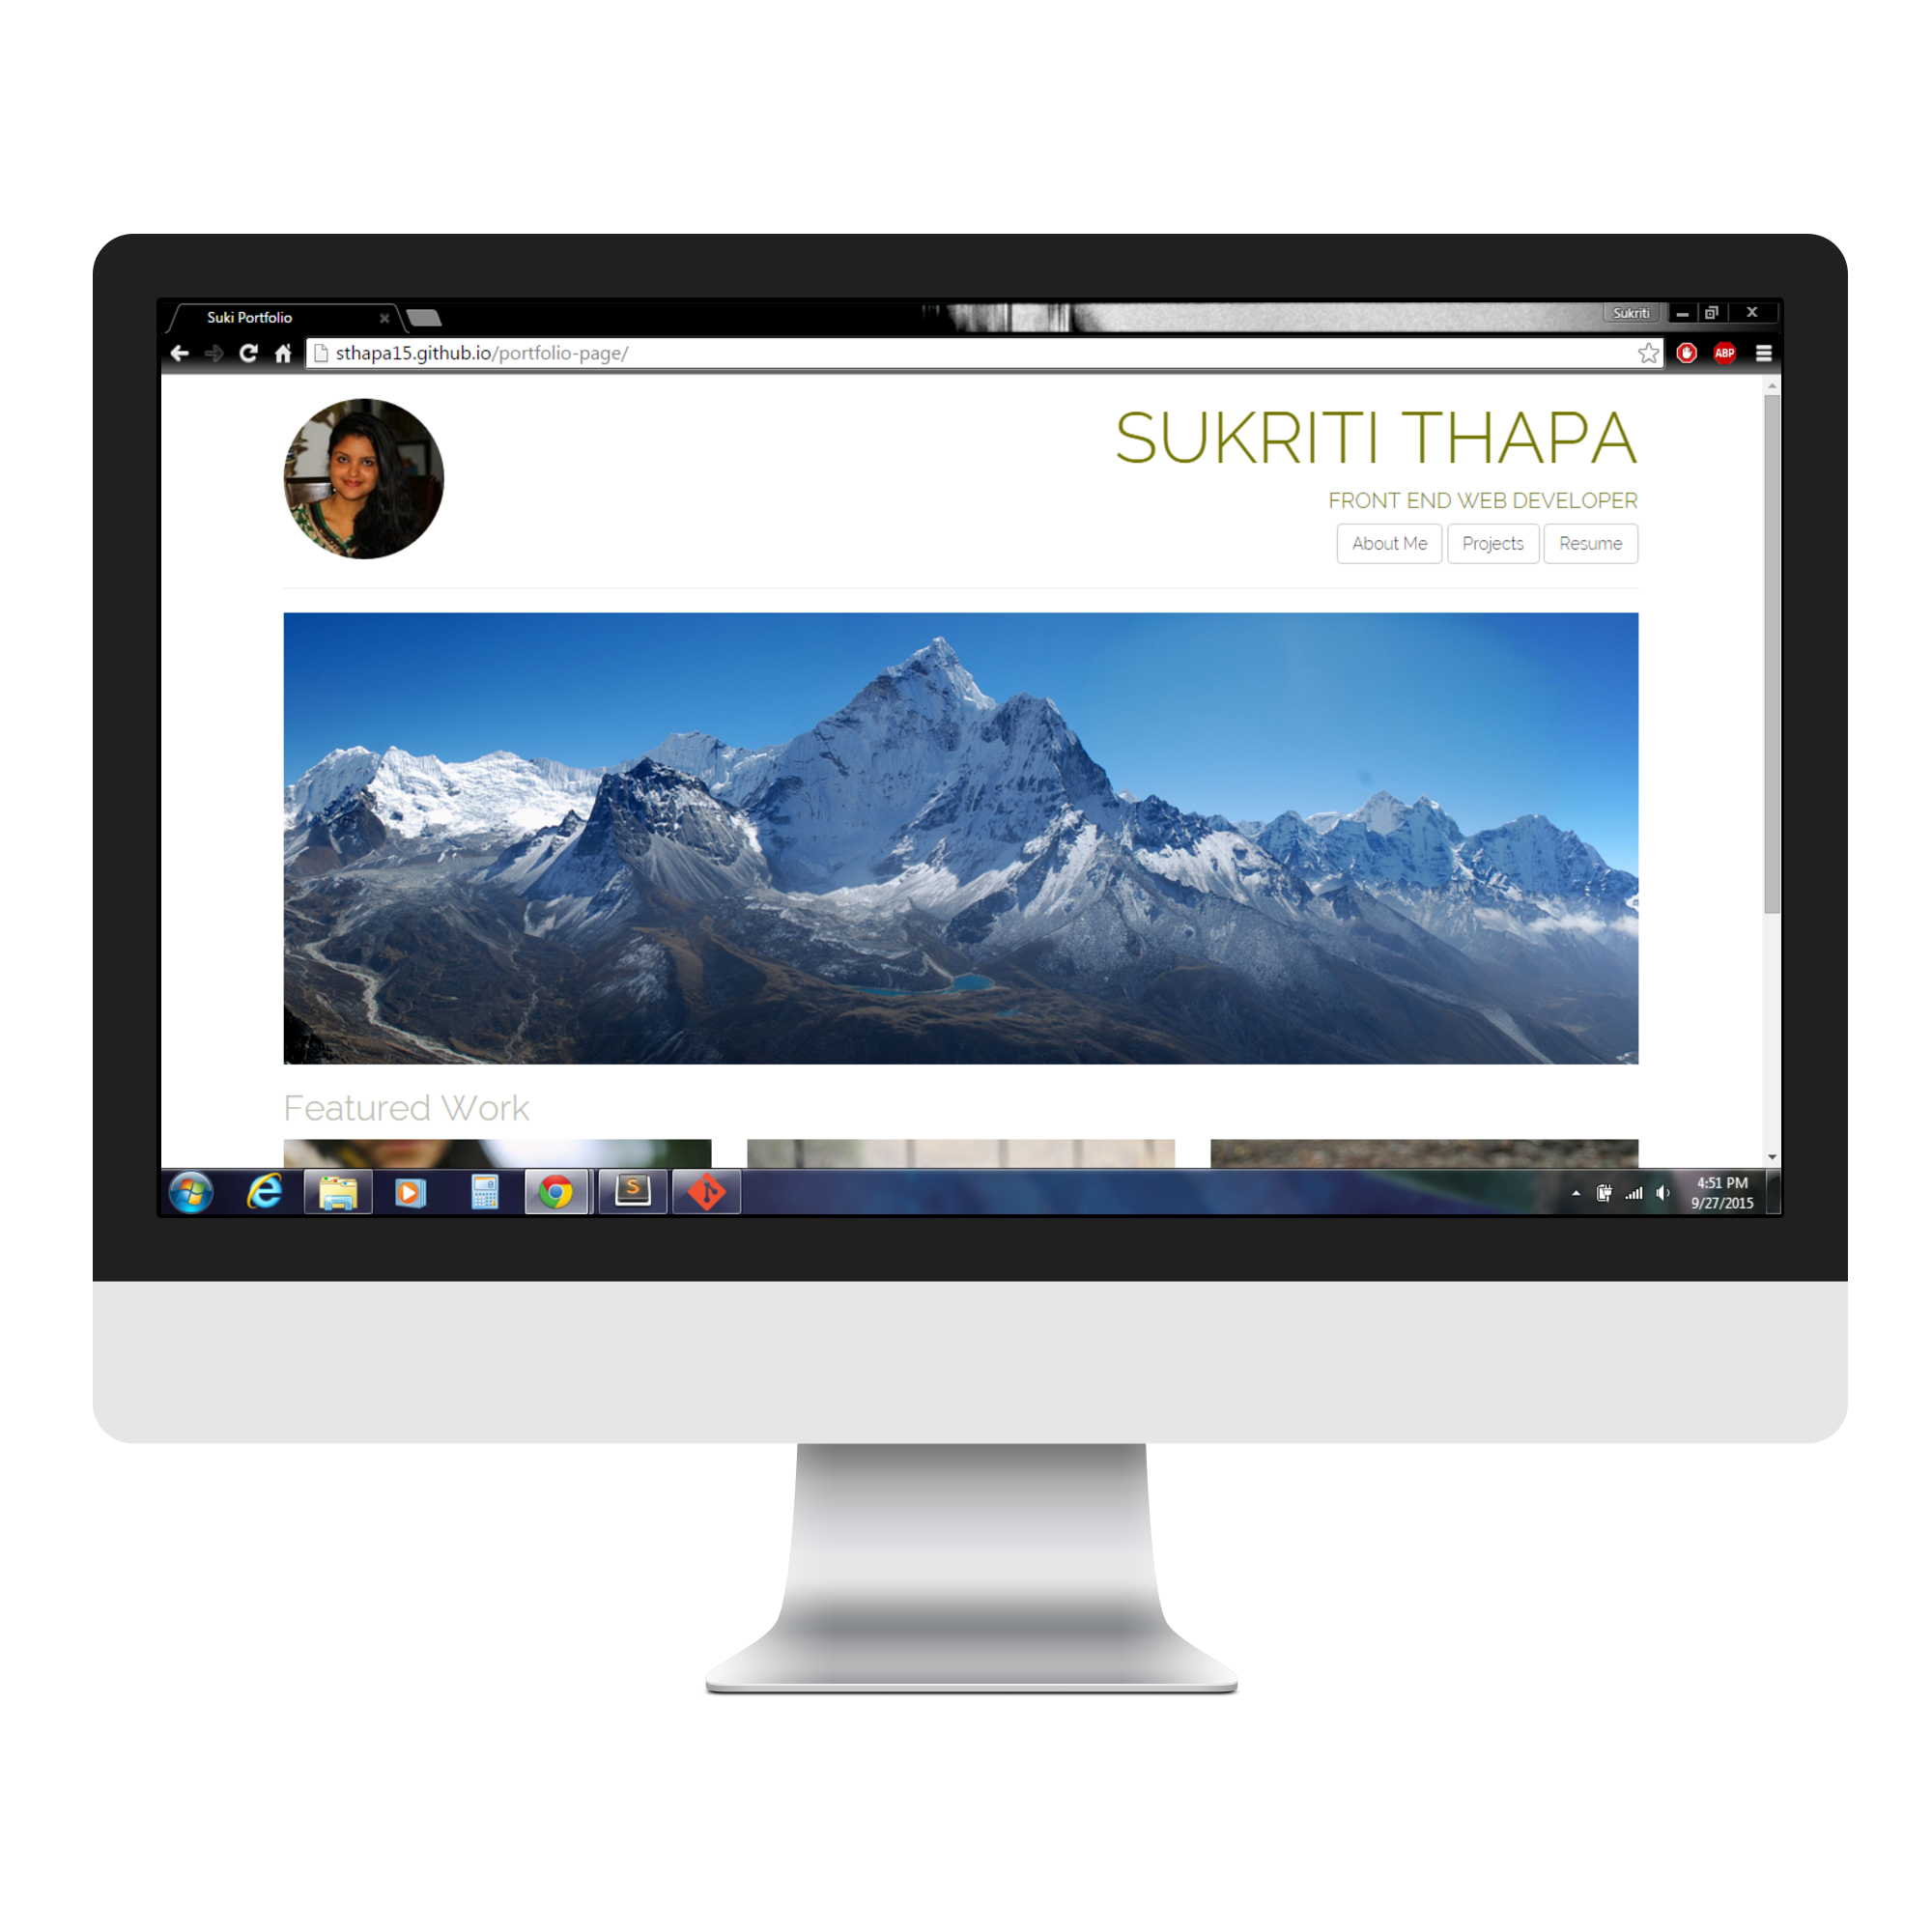 Suki Portfolio
Sukriti
sthapa15.github.io/portfolio-page/
ABP
SUKRITI THAPA
FRONT END WEB DEVELOPER
About Me Projects Resume
Featured Work
S
4:51 PM
9/27/2015